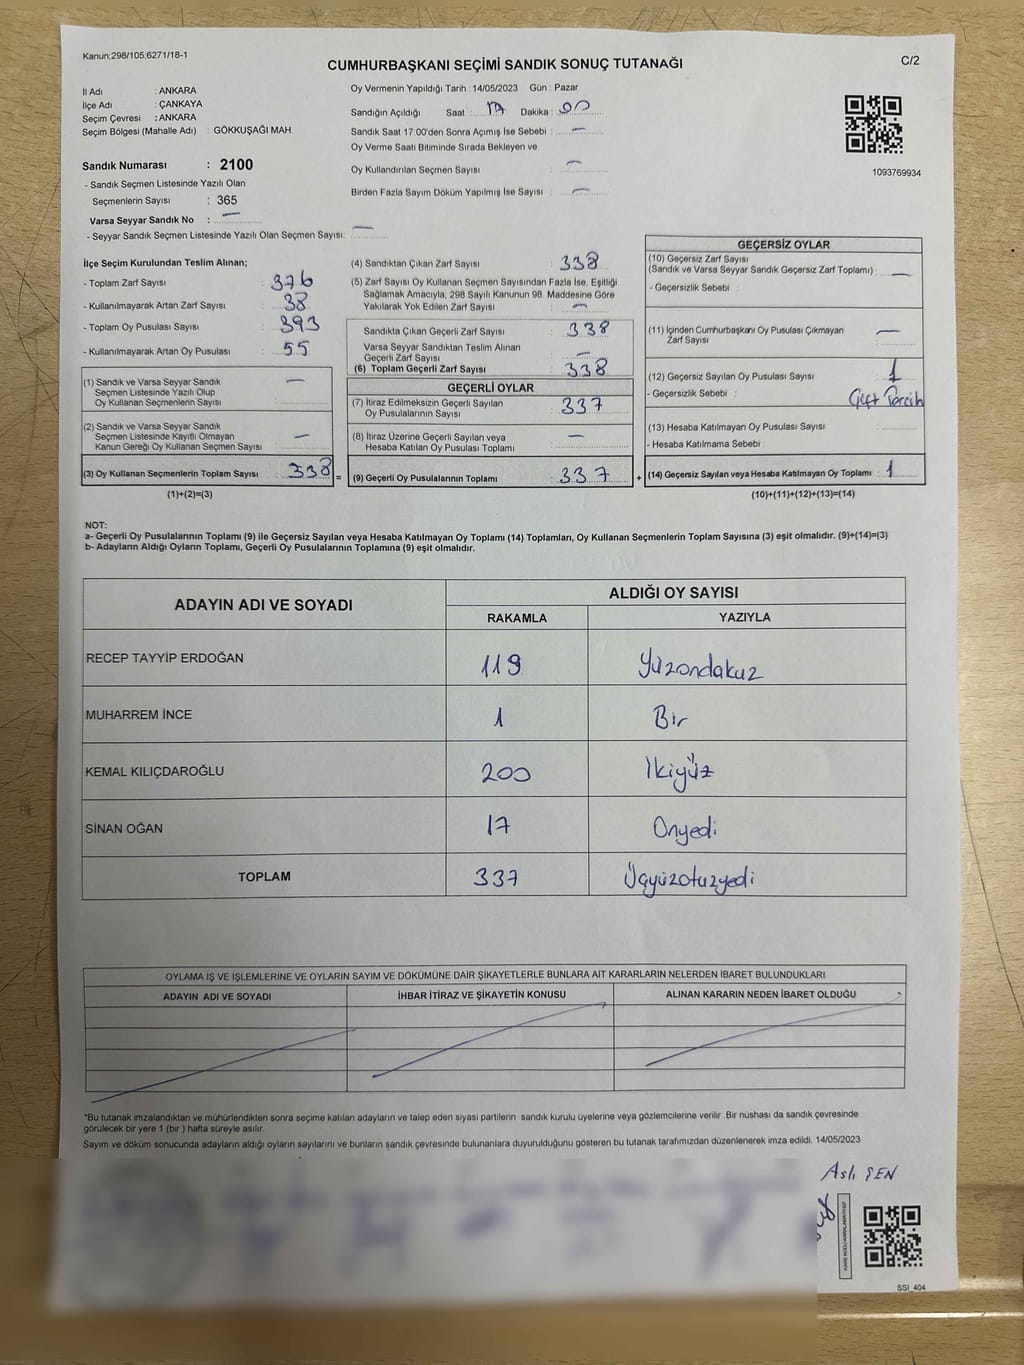 Kanun:298/105;6271/18-1
CUMHURBAŞKANI SEÇİMİ SANDIK SONUÇ TUTANAĞI
C/2
İl Adı : ANKARA
İlçe Adı : ÇANKAYA
Seçim Çevresi : ANKARA
Seçim Bölgesi (Mahalle Adı) : GÖKKUŞAĞI MAH.
Sandık Numarası : 2100
- Sandık Seçmen Listesinde Yazılı Olan
Seçmenlerin Sayısı : 365
Varsa Seyyar Sandık No : —
- Seyyar Sandık Seçmen Listesinde Yazılı Olan Seçmen Sayısı: —
Oy Vermenin Yapıldığı Tarih : 14/05/2023 Gün : Pazar
Sandığın Açıldığı Saat : 17 Dakika : 00
Sandık Saat 17:00'den Sonra Açımış İse Sebebi : —
Oy Verme Saati Bitiminde Sırada Bekleyen ve
Oy Kullandırılan Seçmen Sayısı : —
Birden Fazla Sayım Döküm Yapılmış İse Sayısı : —
1093769934
İlçe Seçim Kurulundan Teslim Alınan;
- Toplam Zarf Sayısı : 376
- Kullanılmayarak Artan Zarf Sayısı : 38
- Toplam Oy Pusulası Sayısı : 393
- Kullanılmayarak Artan Oy Pusulası : 55
(1) Sandık ve Varsa Seyyar Sandık
Seçmen Listesinde Yazılı Olup
Oy Kullanan Seçmenlerin Sayısı —
(2) Sandık ve Varsa Seyyar Sandık
Seçmen Listesinde Kayıtlı Olmayan
Kanun Gereği Oy Kullanan Seçmen Sayısı —
(3) Oy Kullanan Seçmenlerin Toplam Sayısı : 338 =
(1)+(2)=(3)
(4) Sandıktan Çıkan Zarf Sayısı : 338
(5) Zarf Sayısı Oy Kullanan Seçmen Sayısından Fazla İse, Eşitliği
Sağlamak Amacıyla, 298 Sayılı Kanunun 98. Maddesine Göre
Yakılarak Yok Edilen Zarf Sayısı : —
Sandıkta Çıkan Geçerli Zarf Sayısı : 338
Varsa Seyyar Sandıktan Teslim Alınan
Geçerli Zarf Sayısı : —
(6) Toplam Geçerli Zarf Sayısı : 338
GEÇERLİ OYLAR
(7) İtiraz Edilmeksizin Geçerli Sayılan
Oy Pusulalarının Sayısı : 337
(8) İtiraz Üzerine Geçerli Sayılan veya
Hesaba Katılan Oy Pusulası Toplamı : —
(9) Geçerli Oy Pusulalarının Toplamı : 337 +
GEÇERSİZ OYLAR
(10) Geçersiz Zarf Sayısı
(Sandık ve Varsa Seyyar Sandık Geçersiz Zarf Toplamı) : —
- Geçersizlik Sebebi :
(11) İçinden Cumhurbaşkanı Oy Pusulası Çıkmayan
Zarf Sayısı : —
(12) Geçersiz Sayılan Oy Pusulası Sayısı : 1
- Geçersizlik Sebebi : Çift Tercih
(13) Hesaba Katılmayan Oy Pusulası Sayısı :
- Hesaba Katılmama Sebebi :
(14) Geçersiz Sayılan veya Hesaba Katılmayan Oy Toplamı : 1
(10)+(11)+(12)+(13)=(14)
NOT:
a- Geçerli Oy Pusulalarının Toplamı (9) ile Geçersiz Sayılan veya Hesaba Katılmayan Oy Toplamı (14) Toplamları, Oy Kullanan Seçmenlerin Toplam Sayısına (3) eşit olmalıdır. (9)+(14)=(3)
b- Adayların Aldığı Oyların Toplamı, Geçerli Oy Pusulalarının Toplamına (9) eşit olmalıdır.
ADAYIN ADI VE SOYADI ALDIĞI OY SAYISI
RAKAMLA YAZIYLA
RECEP TAYYİP ERDOĞAN 119 Yüzondakuz
MUHARREM İNCE 1 Bir
KEMAL KILIÇDAROĞLU 200 İkiyüz
SİNAN OĞAN 17 Onyedi
TOPLAM 337 Üçyüzotuzyedi
OYLAMA İŞ VE İŞLEMLERİNE VE OYLARIN SAYIM VE DÖKÜMÜNE DAİR ŞİKAYETLERLE BUNLARA AİT KARARLARIN NELERDEN İBARET BULUNDUKLARI
ADAYIN ADI VE SOYADI İHBAR İTİRAZ VE ŞİKAYETİN KONUSU ALINAN KARARIN NEDEN İBARET OLDUĞU
*Bu tutanak imzalandıktan ve mühürlendikten sonra seçime katılan adayların ve talep eden siyasi partilerin sandık kurulu üyelerine veya gözlemcilerine verilir. Bir nüshası da sandık çevresinde
görülecek bir yere 1 (bir ) hafta süreyle asılır.
Sayım ve döküm sonucunda adayların aldığı oyların sayılarını ve bunların sandık çevresinde bulunanlara duyurulduğunu gösteren bu tutanak tarafımızdan düzenlenerek imza edildi. 14/05/2023
Aslı ŞEN
KARE KODU KARALAMAYINIZ!
SSI_404